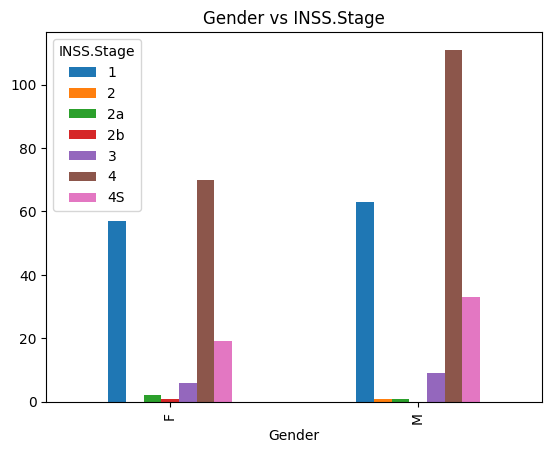 Gender vs INSS.Stage
INSS.Stage
1
2
2a
2b
3
4
4S
100
80
60
40
20
0
F
M
Gender